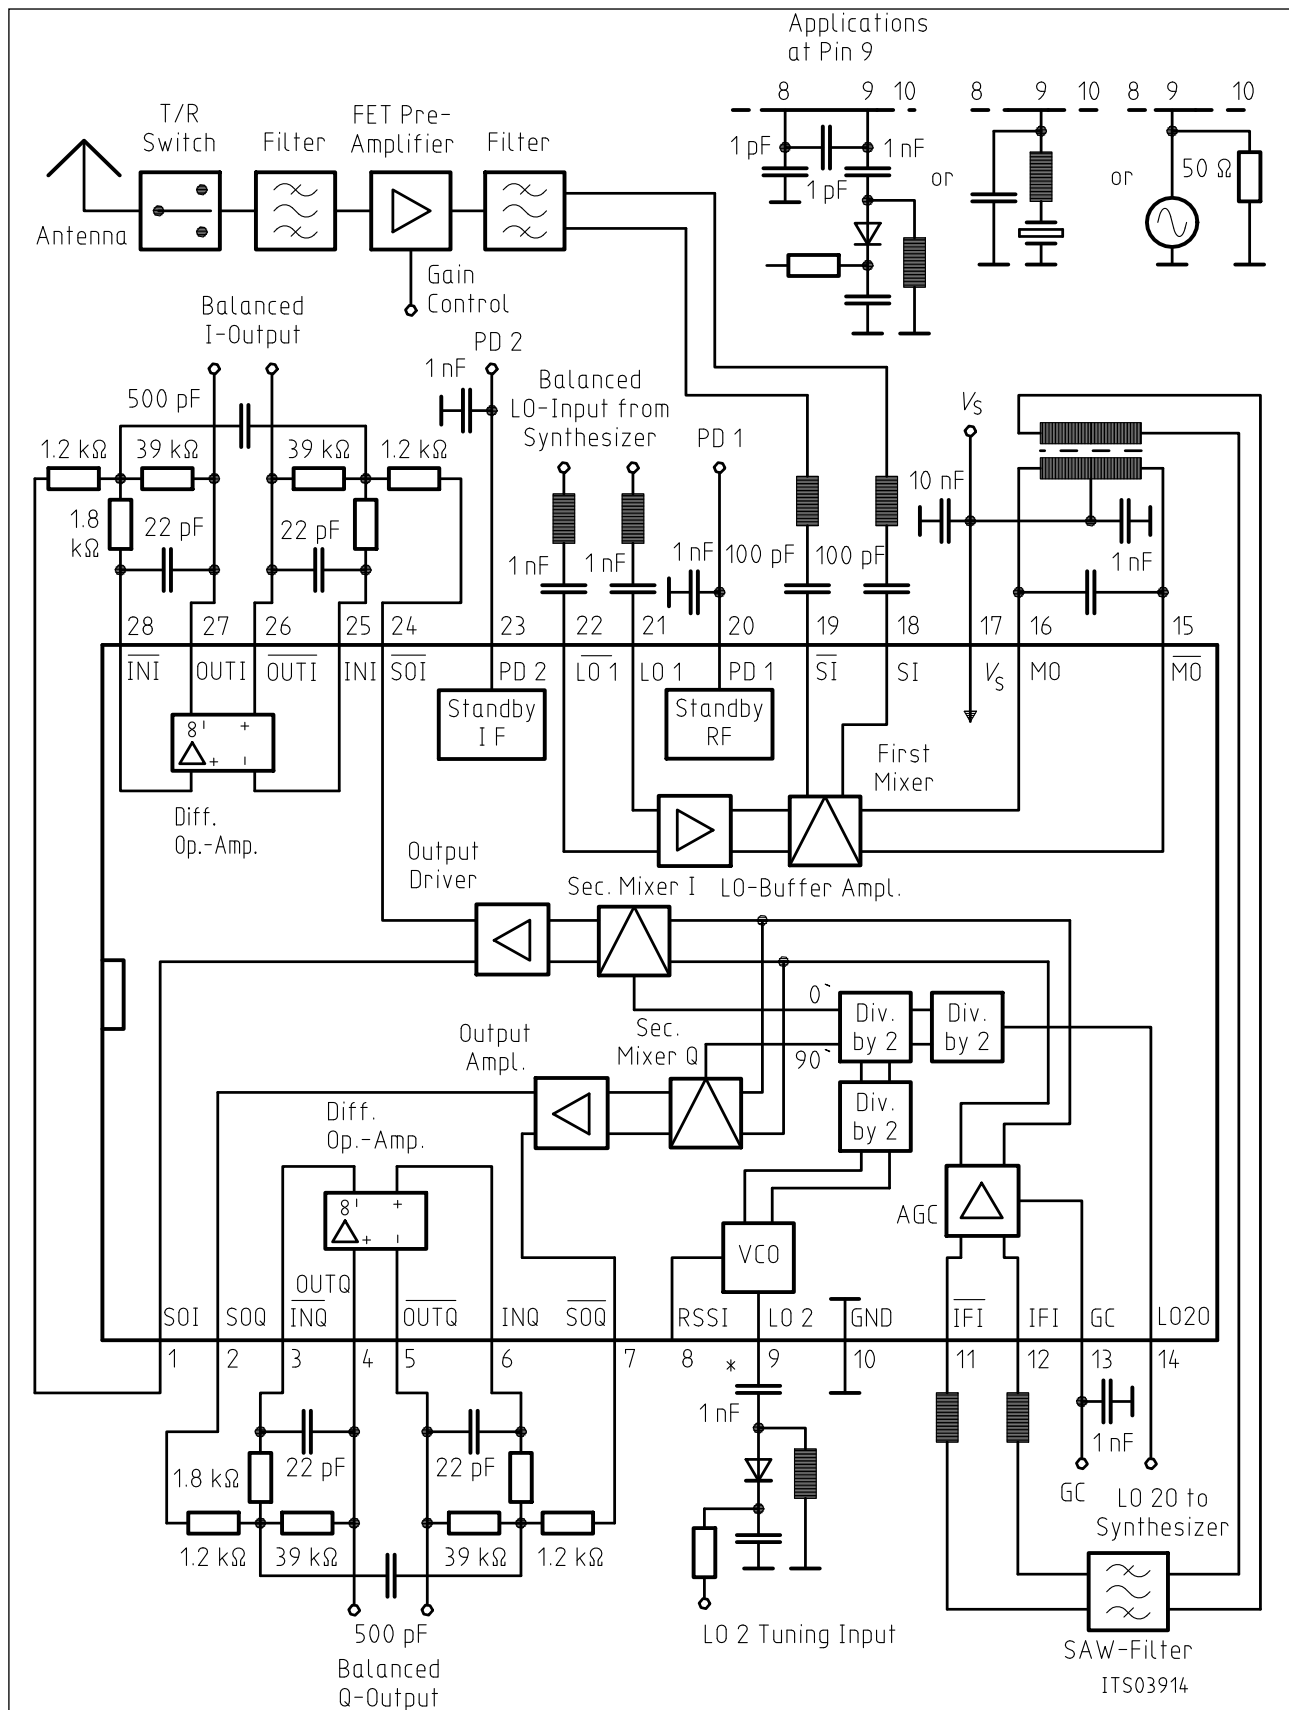 Applications
at Pin 9
8 9 10
8 9 10
8 9 10
1 pF
1 nF
1 pF
or
or
50 Ω
T/R
Switch
Filter
FET Pre-
Amplifier
Filter
Antenna
Gain
Control
Balanced
I-Output
PD 2
1 nF
500 pF
Balanced
LO-Input from
Synthesizer
PD 1
VS
1.2 kΩ
39 kΩ
39 kΩ
1.2 kΩ
10 nF
1.8
kΩ
22 pF
22 pF
1 nF
1 nF
1 nF
100 pF
100 pF
1 nF
28 27 26 25 24 23 22 21 20 19 18 17 16 15
INI OUTI OUTI INI SOI PD 2 LO 1 LO 1 PD 1 SI SI VS MO MO
Standby
IF
Standby
RF
8
+
+
-
First
Mixer
Diff.
Op.-Amp.
Output
Driver
Sec. Mixer I
LO-Buffer Ampl.
0`
Div.
by 2
Div.
by 2
Output
Ampl.
Sec.
Mixer Q
90`
Div.
by 2
Diff.
Op.-Amp.
8
+
+
-
AGC
VCO
OUTQ
SOI SOQ INQ OUTQ INQ SOQ RSSI LO 2 GND IFI IFI GC LO20
1 2 3 4 5 6 7 8 * 9 10 11 12 13 14
1 nF
1 nF
1.8 kΩ
22 pF
22 pF
GC
LO 20 to
Synthesizer
1.2 kΩ
39 kΩ
39 kΩ
1.2 kΩ
500 pF
Balanced
Q-Output
LO 2 Tuning Input
SAW-Filter
ITS03914